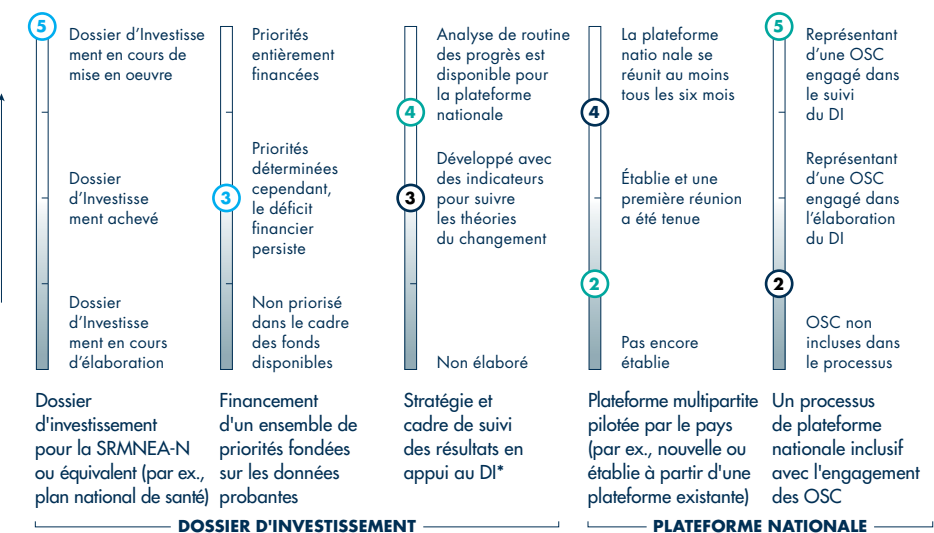 5
Dossier d’Investisse
ment en cours de
mise en oeuvre
Dossier
d’Investisse
ment achevé
Dossier
d’Investisse
ment en cours
d’élaboration
Dossier
d'investissement
pour la SRMNEA-N
ou équivalent (par ex.,
plan national de santé)
Priorités
entièrement
financées
3
Priorités
déterminées
cependant,
le déficit
financier
persiste
Non priorisé
dans le cadre
des fonds
disponibles
Financement
d'un ensemble de
priorités fondées
sur les données
probantes
Analyse de routine
des progrès est
disponible pour
la plateforme
nationale
4
Développé avec
des indicateurs
pour suivre
les théories
du changement
3
Non élaboré
Stratégie et
cadre de suivi
des résultats en
appui au DI*
La plateforme
natio nale se
réunit au moins
tous les six mois
4
Établie et une
première réunion
a été tenue
2
Pas encore
établie
Plateforme multipartite
pilotée par le pays
(par ex., nouvelle ou
établie à partir d'une
plateforme existante)
5
Représentant
d’une OSC
engagé dans
le suivi
du DI
Représentant
d’une OSC
engagé dans
l’élaboration
du DI
2
OSC non
incluses dans
le processus
Un processus
de plateforme
nationale inclusif
avec l'engagement
des OSC
DOSSIER D'INVESTISSEMENT
PLATEFORME NATIONALE